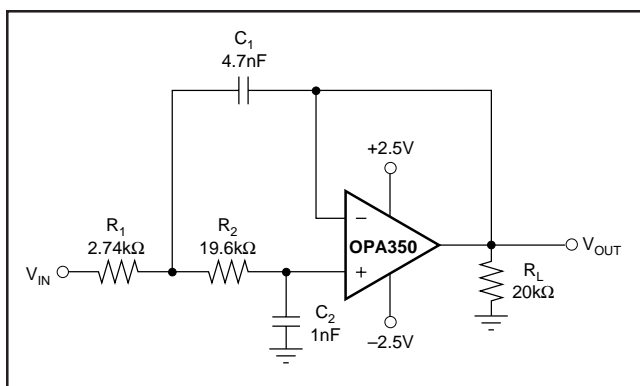 C1
4.7nF
+2.5V
R1
2.74kΩ
R2
19.6kΩ
−
OPA350
+
VIN
VOUT
C2
1nF
RL
20kΩ
–2.5V